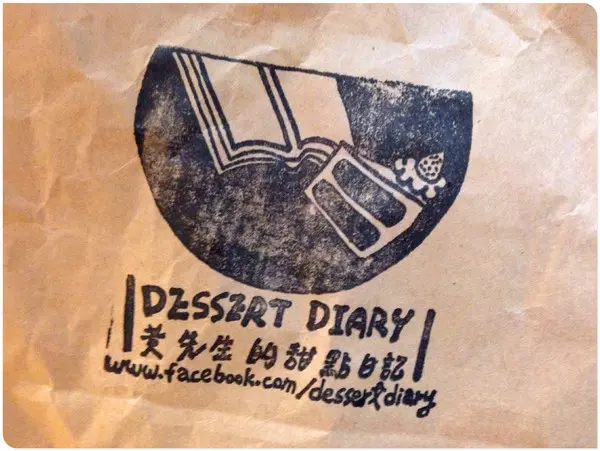 DESSERT DIARY
黃先生的甜點日記
www.facebook.com/dessertdiary